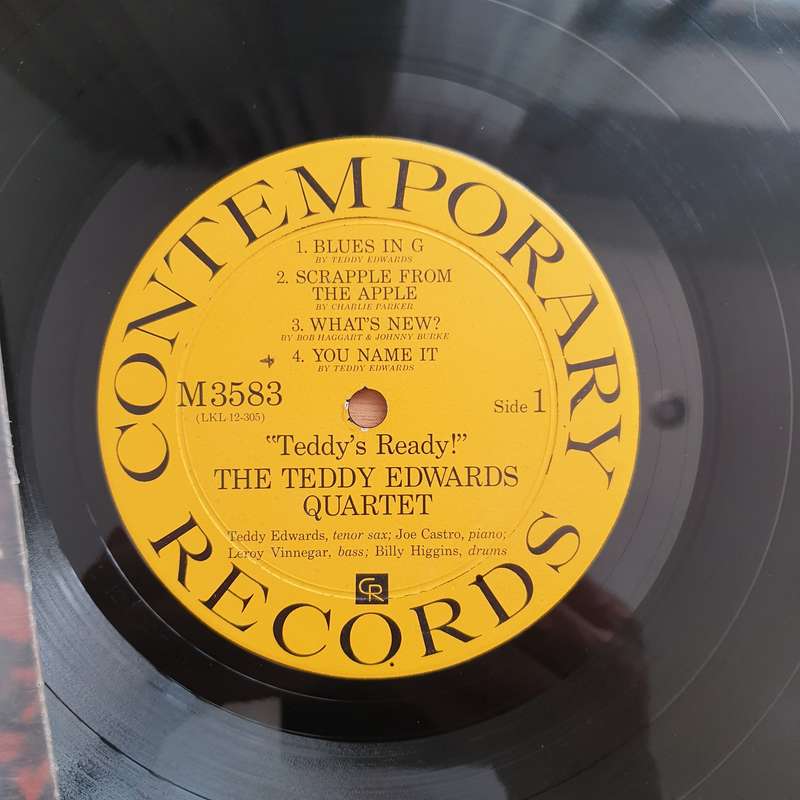 CONTEMPORARY
1. BLUES IN G
BY TEDDY EDWARDS
2. SCRAPPLE FROM
THE APPLE
BY CHARLIE PARKER
3. WHAT'S NEW?
BY BOB HAGGART & JOHNNY BURKE
4. YOU NAME IT
BY TEDDY EDWARDS
M3583
(LKL 12-305)
Side 1
"Teddy's Ready!"
THE TEDDY EDWARDS
QUARTET
Teddy Edwards, tenor sax; Joe Castro, piano;
Leroy Vinnegar, bass; Billy Higgins, drums
CR
RECORDS